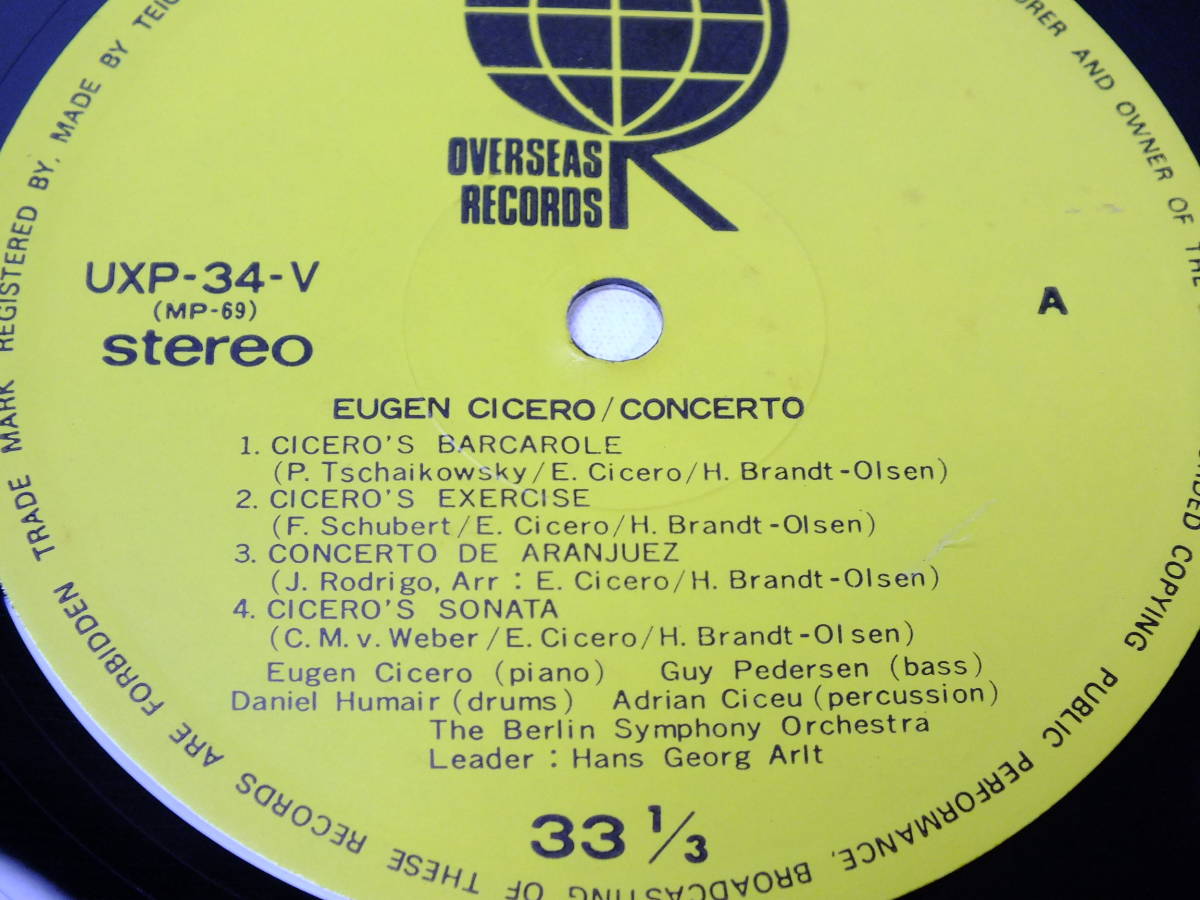 OVERSEAS
RECORDS
UXP-34-V
(MP-69)
stereo
A
EUGEN CICERO/CONCERTO
1. CICERO'S BARCAROLE
(P. Tschaikowsky/E. Cicero/H. Brandt-Olsen)
2. CICERO'S EXERCISE
(F. Schubert/E. Cicero/H. Brandt-Olsen)
3. CONCERTO DE ARANJUEZ
(J. Rodrigo, Arr : E. Cicero/H. Brandt-Olsen)
4. CICERO'S SONATA
(C. M. v. Weber/E. Cicero/H. Brandt-Olsen)
Eugen Cicero (piano) Guy Pedersen (bass)
Daniel Humair (drums) Adrian Ciceu (percussion)
The Berlin Symphony Orchestra
Leader : Hans Georg Arlt
33 1/3
TRADE MARK REGISTERED BY, MADE BY
AND OWNER OF THE
COPYING PUBLIC PERFORMANCE, BROADCASTING OF THESE RECORDS ARE FORBIDDEN